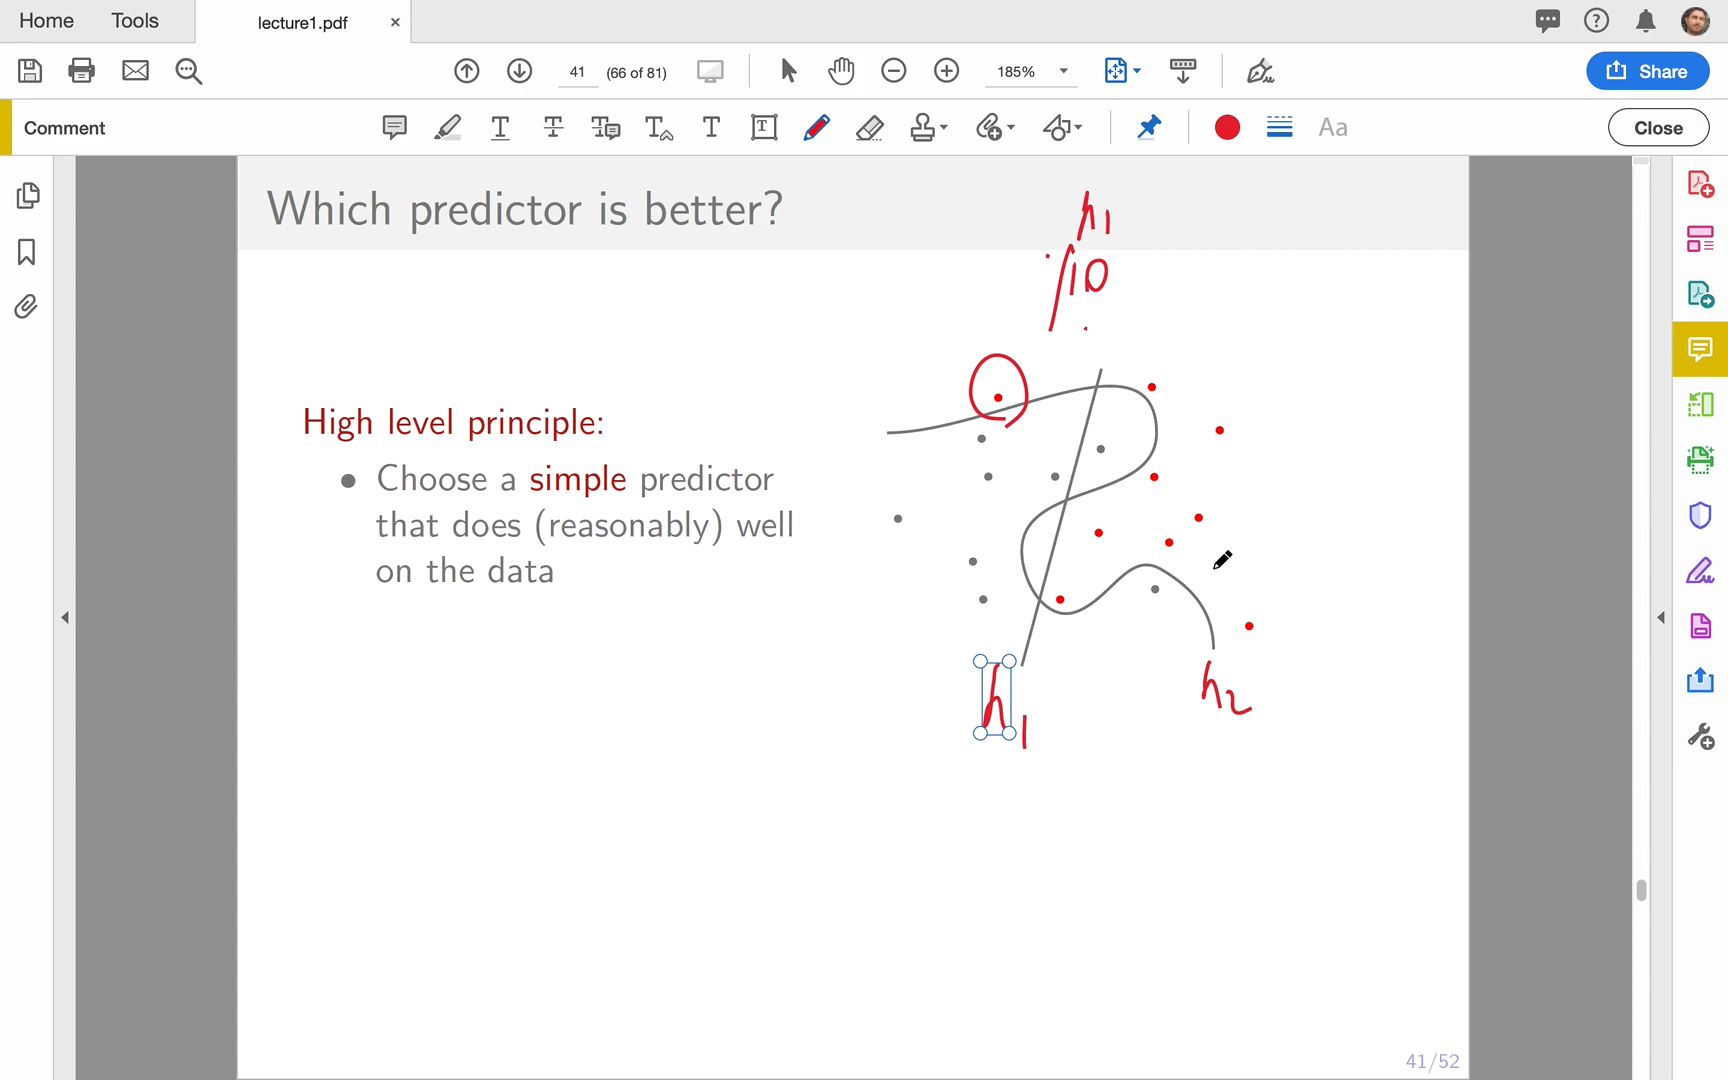 Home Tools lecture1.pdf ×
41 (66 of 81) 185% Share
Comment Aa Close
Which predictor is better?
h1
/10
High level principle:
Choose a simple predictor
that does (reasonably) well
on the data
h1
h2
41/52